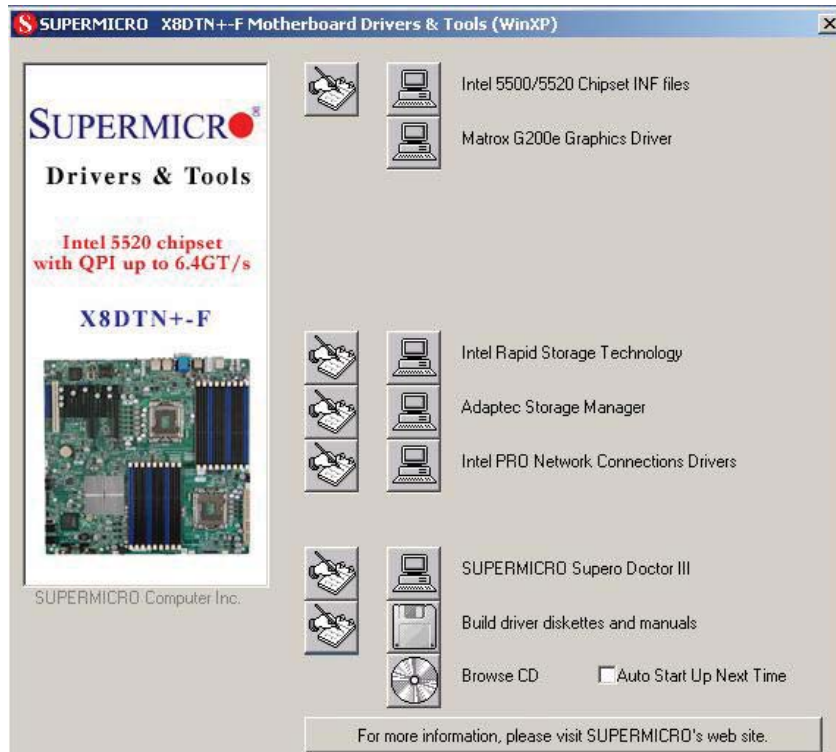 SUPERMICRO X8DTN+-F Motherboard Drivers & Tools (WinXP)
SUPERMICRO®
Drivers & Tools
Intel 5520 chipset
with QPI up to 6.4GT/s
X8DTN+-F
SUPERMICRO Computer Inc.
Intel 5500/5520 Chipset INF files
Matrox G200e Graphics Driver
Intel Rapid Storage Technology
Adaptec Storage Manager
Intel PRO Network Connections Drivers
SUPERMICRO Supero Doctor III
Build driver diskettes and manuals
Browse CD Auto Start Up Next Time
For more information, please visit SUPERMICRO's web site.